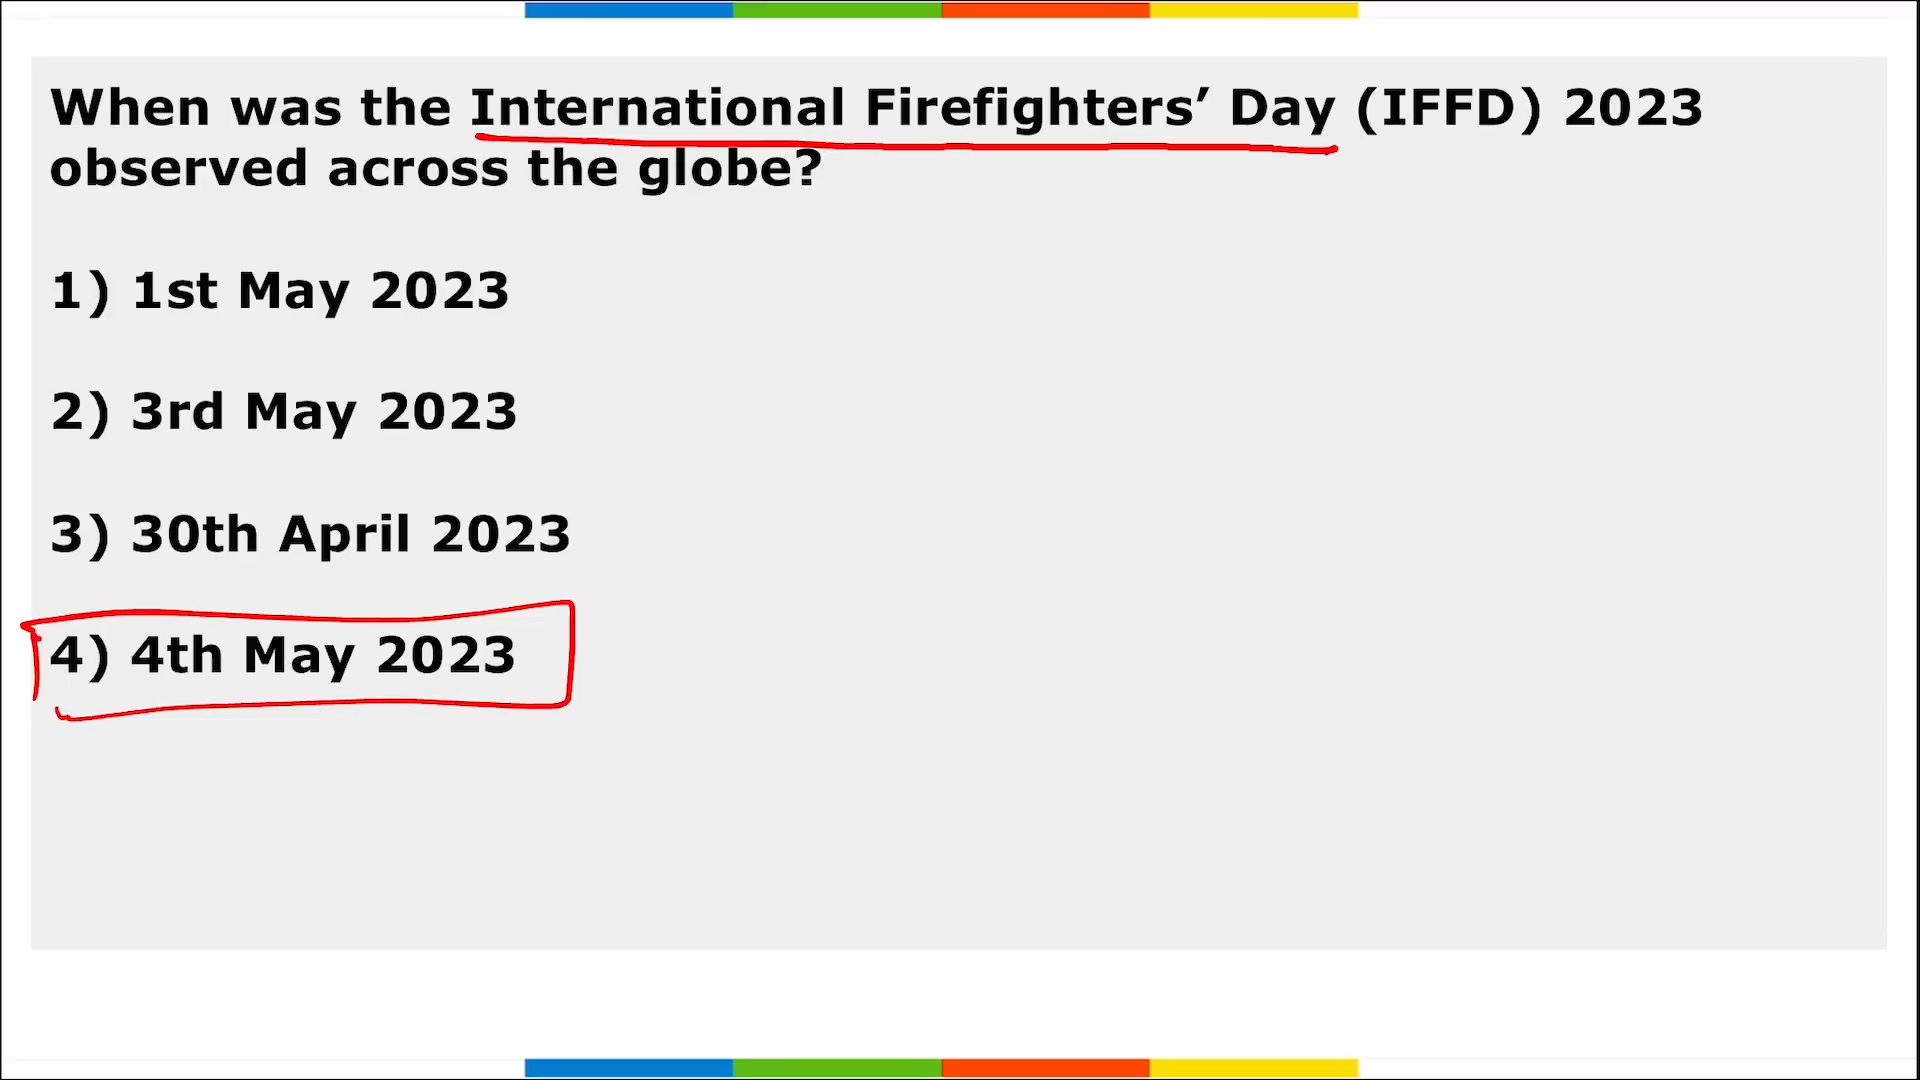 When was the International Firefighters’ Day (IFFD) 2023
observed across the globe?
1) 1st May 2023
2) 3rd May 2023
3) 30th April 2023
4) 4th May 2023